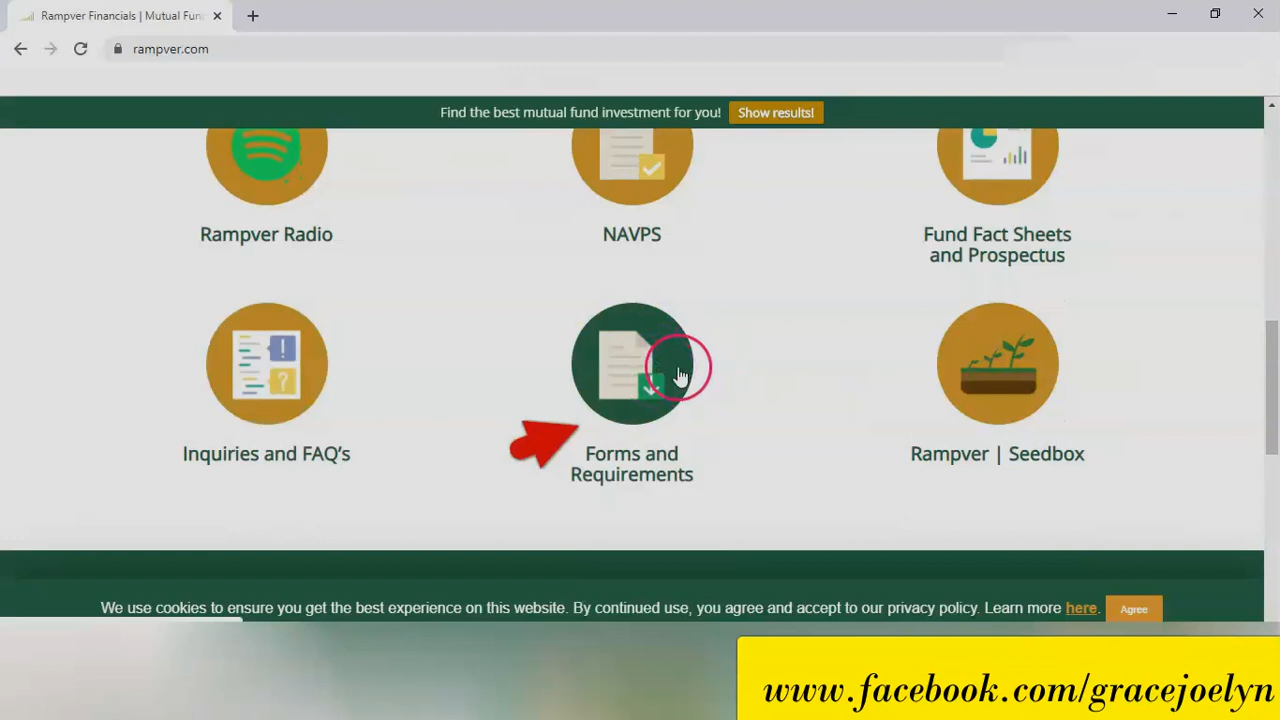 Rampver Financials | Mutual Fun
rampver.com
Find the best mutual fund investment for you! Show results!
Rampver Radio
NAVPS
Fund Fact Sheets
and Prospectus
Inquiries and FAQ's
Forms and
Requirements
Rampver | Seedbox
We use cookies to ensure you get the best experience on this website. By continued use, you agree and accept to our privacy policy. Learn more here. Agree
www.facebook.com/gracejoelyn